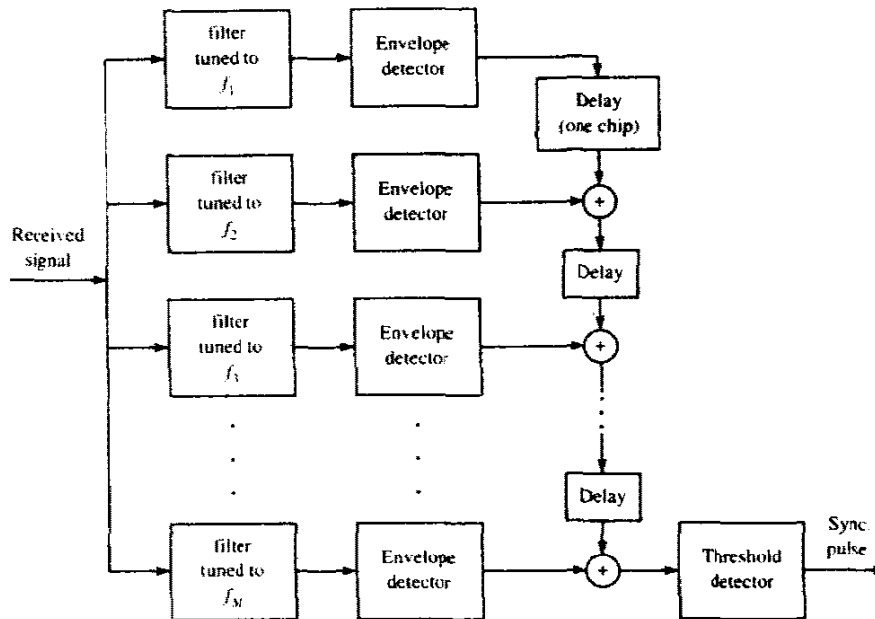 filter
tuned to
f₁
Envelope
detector
Delay
(one chip)
filter
tuned to
f₂
Envelope
detector
+
Received
signal
Delay
filter
tuned to
f₃
Envelope
detector
+
Delay
filter
tuned to
f_M
Envelope
detector
+
Threshold
detector
Sync.
pulse